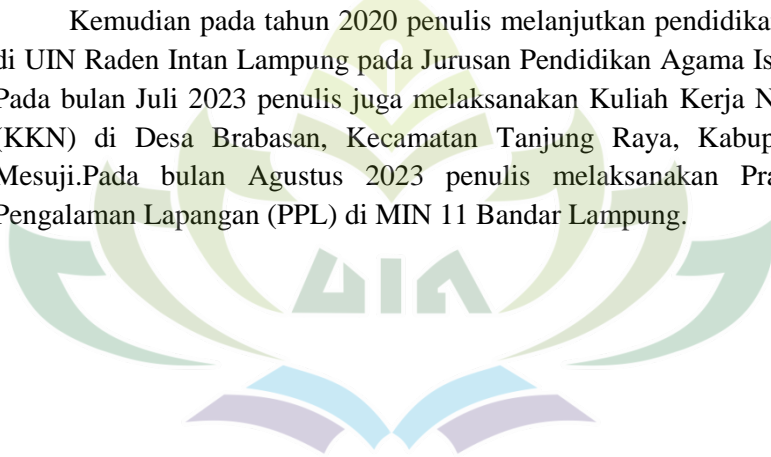 Kemudian pada tahun 2020 penulis melanjutkan pendidika
di UIN Raden Intan Lampung pada Jurusan Pendidikan Agama Is
Pada bulan Juli 2023 penulis juga melaksanakan Kuliah Kerja N
(KKN) di Desa Brabasan, Kecamatan Tanjung Raya, Kabup
Mesuji.Pada bulan Agustus 2023 penulis melaksanakan Pra
Pengalaman Lapangan (PPL) di MIN 11 Bandar Lampung.
UIN